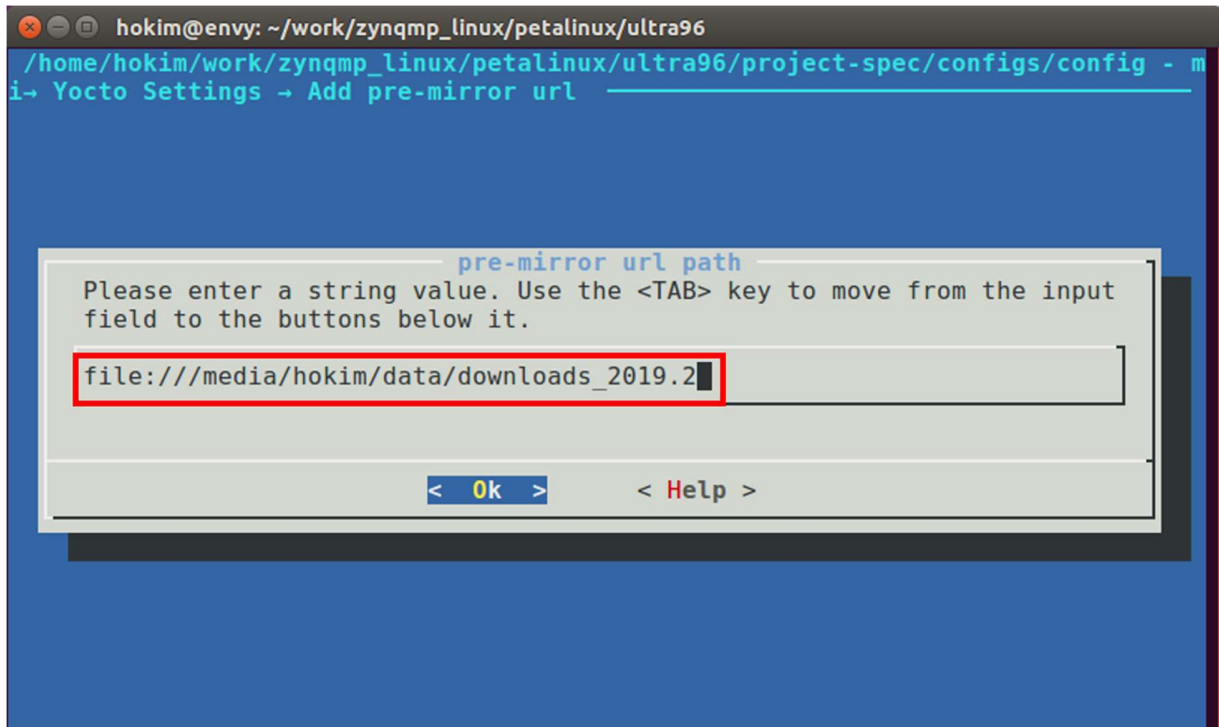 hokim@envy: ~/work/zynqmp_linux/petalinux/ultra96
/home/hokim/work/zynqmp_linux/petalinux/ultra96/project-spec/configs/config - m
i→ Yocto Settings → Add pre-mirror url
pre-mirror url path
Please enter a string value. Use the <TAB> key to move from the input
field to the buttons below it.
file:///media/hokim/data/downloads_2019.2
< Ok > < Help >